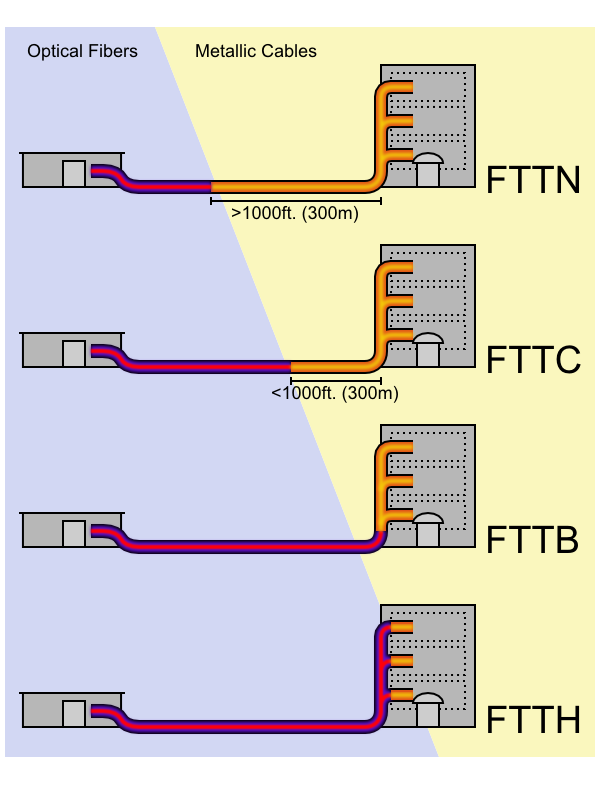 Optical Fibers
Metallic Cables
FTTN
>1000ft. (300m)
FTTC
<1000ft. (300m)
FTTB
FTTH